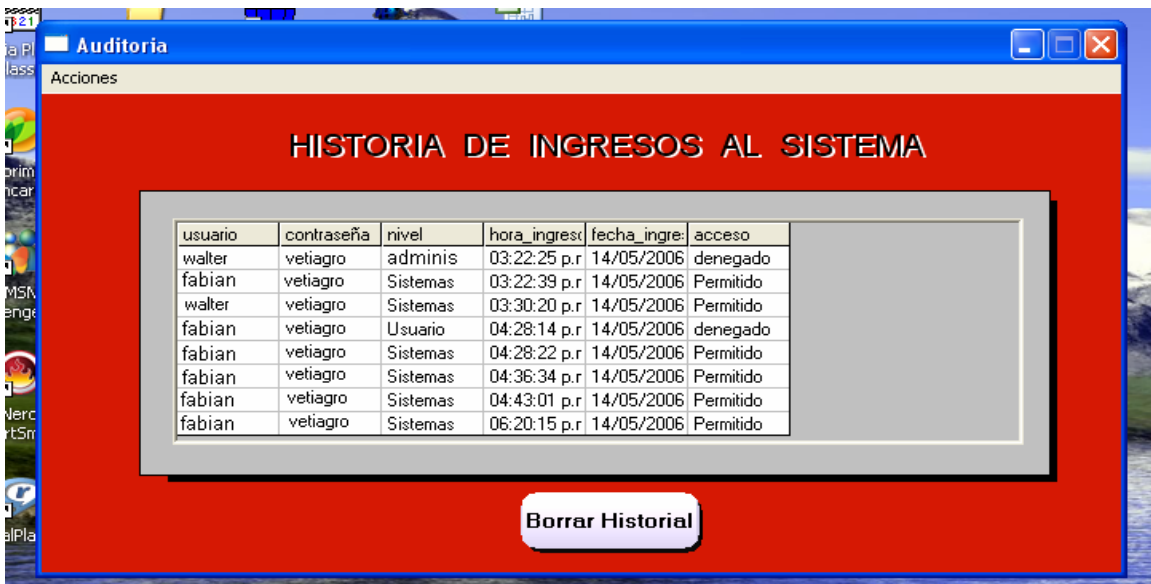 321
Auditoria
Acciones
HISTORIA DE INGRESOS AL SISTEMA
usuario contraseña nivel hora_ingreso fecha_ingre: acceso
walter vetiagro adminis 03:22:25 p.r 14/05/2006 denegado
fabian vetiagro Sistemas 03:22:39 p.r 14/05/2006 Permitido
walter vetiagro Sistemas 03:30:20 p.r 14/05/2006 Permitido
fabian vetiagro Usuario 04:28:14 p.r 14/05/2006 denegado
fabian vetiagro Sistemas 04:28:22 p.r 14/05/2006 Permitido
fabian vetiagro Sistemas 04:36:34 p.r 14/05/2006 Permitido
fabian vetiagro Sistemas 04:43:01 p.r 14/05/2006 Permitido
fabian vetiagro Sistemas 06:20:15 p.r 14/05/2006 Permitido
Borrar Historial